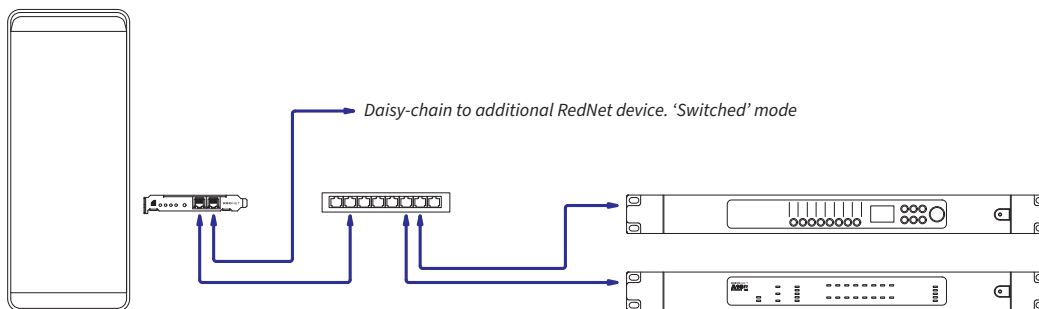 Daisy-chain to additional RedNet device. ‘Switched’ mode